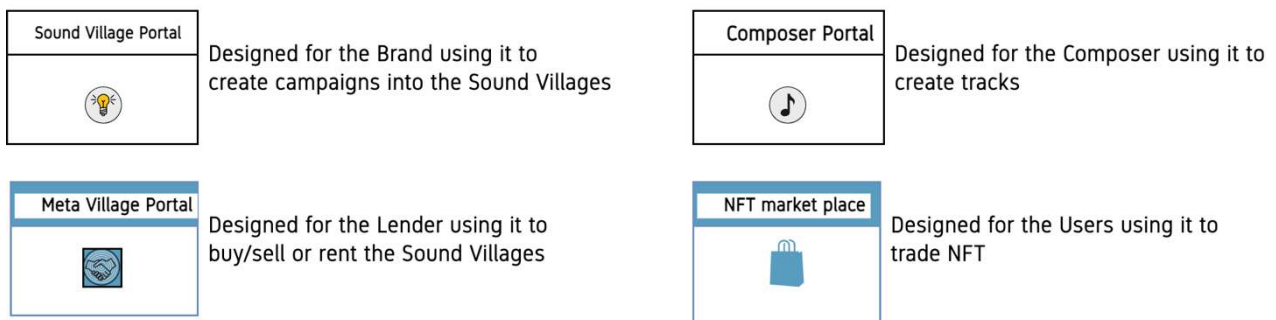 Sound Village Portal
Designed for the Brand using it to
create campaigns into the Sound Villages
Composer Portal
Designed for the Composer using it to
create tracks
Meta Village Portal
Designed for the Lender using it to
buy/sell or rent the Sound Villages
NFT market place
Designed for the Users using it to
trade NFT